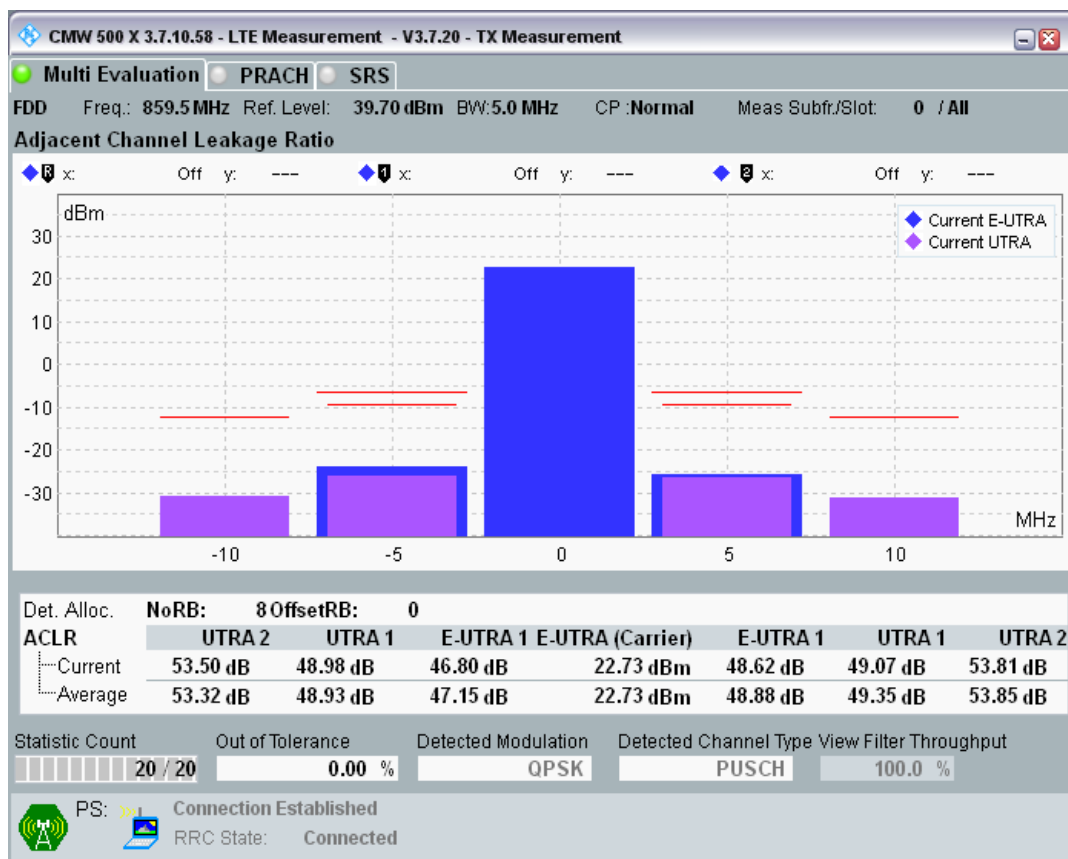 CMW 500 X 3.7.10.58 - LTE Measurement - V3.7.20 - TX Measurement
Multi Evaluation PRACH SRS
FDD Freq.: 859.5 MHz Ref. Level: 39.70 dBm BW:5.0 MHz CP :Normal Meas Subfr./Slot: 0 / All
Adjacent Channel Leakage Ratio
R x: Off y: --- 1 x: Off y: --- 2 x: Off y: ---
dBm
Current E-UTRA
Current UTRA
30
20
10
0
-10
-20
-30
MHz
-10 -5 0 5 10
Det. Alloc. NoRB: 8 OffsetRB: 0
ACLR UTRA 2 UTRA 1 E-UTRA 1 E-UTRA (Carrier) E-UTRA 1 UTRA 1 UTRA 2
Current 53.50 dB 48.98 dB 46.80 dB 22.73 dBm 48.62 dB 49.07 dB 53.81 dB
Average 53.32 dB 48.93 dB 47.15 dB 22.73 dBm 48.88 dB 49.35 dB 53.85 dB
Statistic Count Out of Tolerance Detected Modulation Detected Channel Type View Filter Throughput
20 / 20 0.00 % QPSK PUSCH 100.0 %
PS: Connection Established
RRC State: Connected